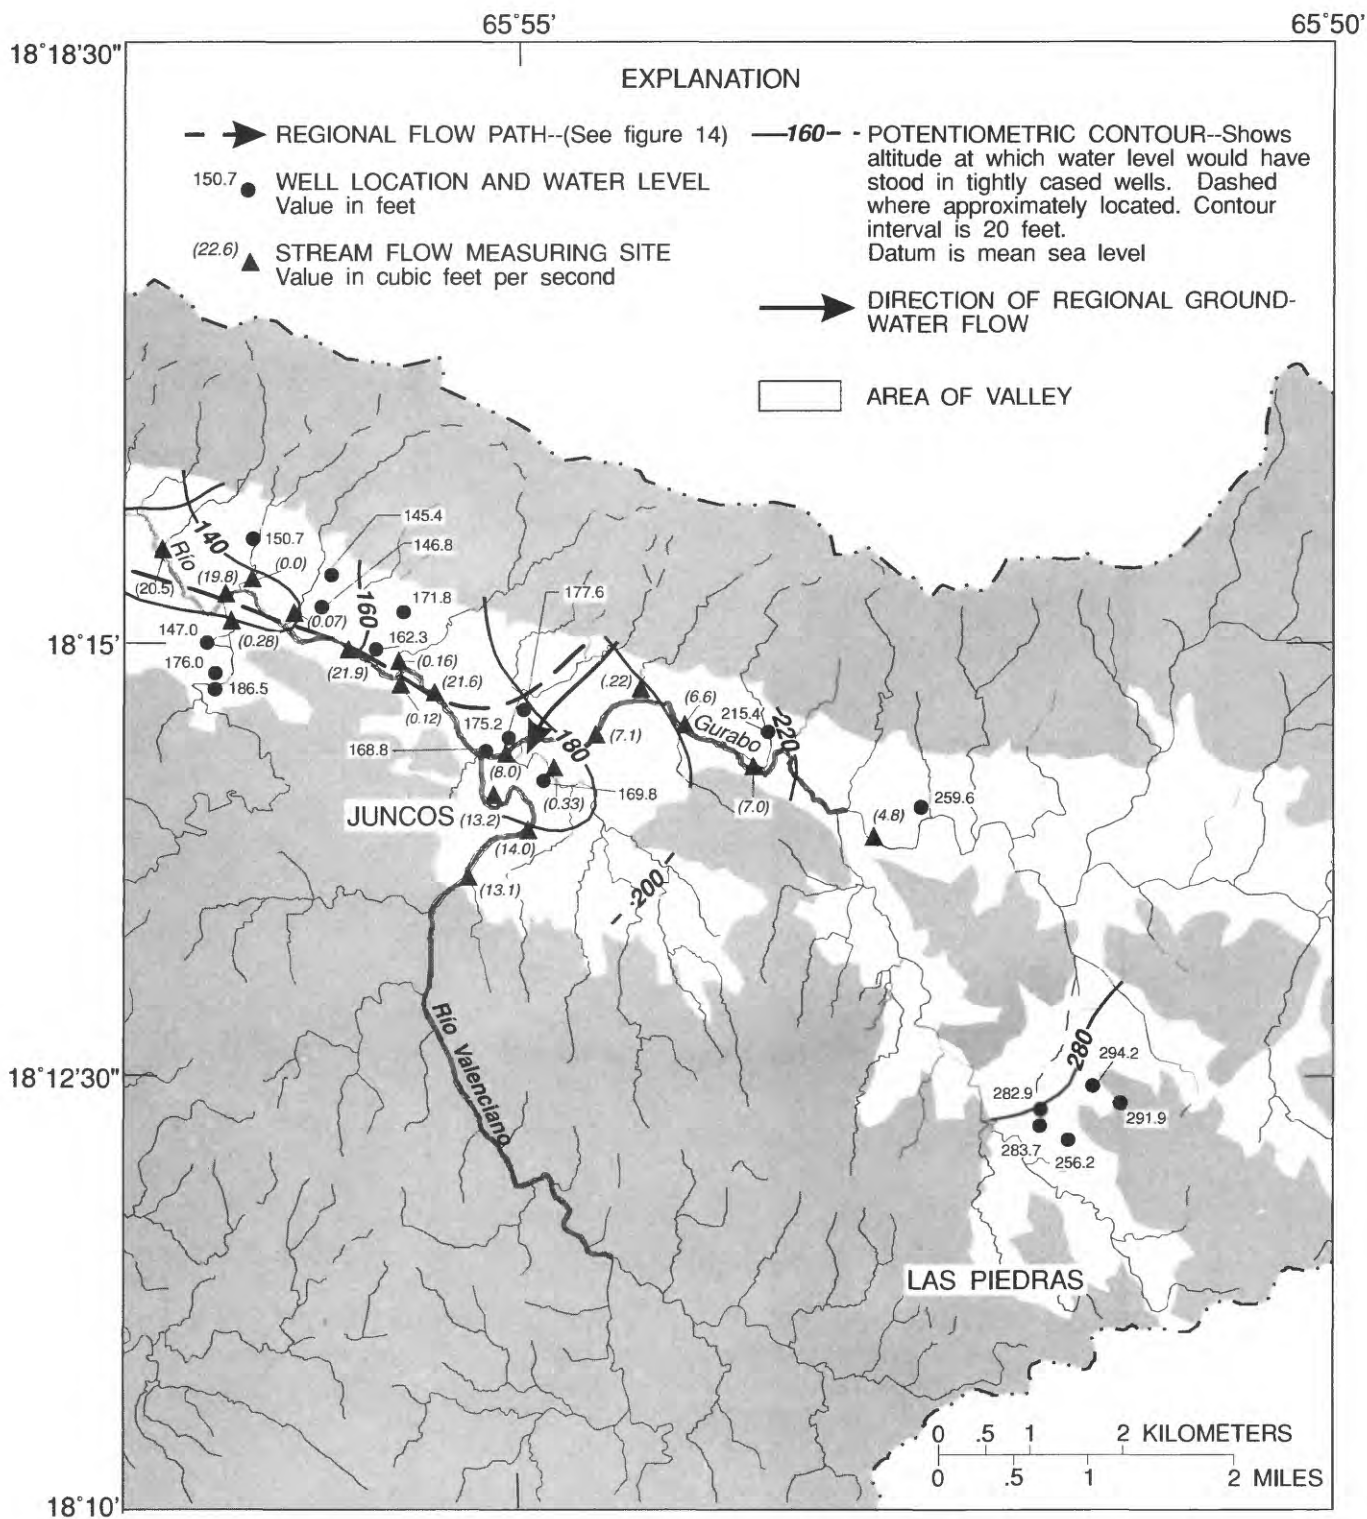 65°55'
65°50'
18°18'30"
EXPLANATION
REGIONAL FLOW PATH--(See figure 14)
150.7
WELL LOCATION AND WATER LEVEL
Value in feet
(22.6)
STREAM FLOW MEASURING SITE
Value in cubic feet per second
160
POTENTIOMETRIC CONTOUR--Shows
altitude at which water level would have
stood in tightly cased wells. Dashed
where approximately located. Contour
interval is 20 feet.
Datum is mean sea level
DIRECTION OF REGIONAL GROUND-
WATER FLOW
AREA OF VALLEY
145.4
146.8
140
150.7
Río
(0.0)
(19.8)
(20.5)
160
171.8
177.6
(0.07)
(0.28)
147.0
18°15'
162.3
(0.16)
(21.9)
176.0
186.5
(21.6)
(0.12)
(.22)
(6.6)
215.4
220
Gurabo
175.2
180
(7.1)
168.8
(8.0)
(0.33)
169.8
(7.0)
259.6
(4.8)
JUNCOS
(13.2)
(14.0)
(13.1)
200
Río Valenciano
280
294.2
18°12'30"
282.9
291.9
283.7
256.2
LAS PIEDRAS
0 .5 1 2 KILOMETERS
0 .5 1 2 MILES
18°10'